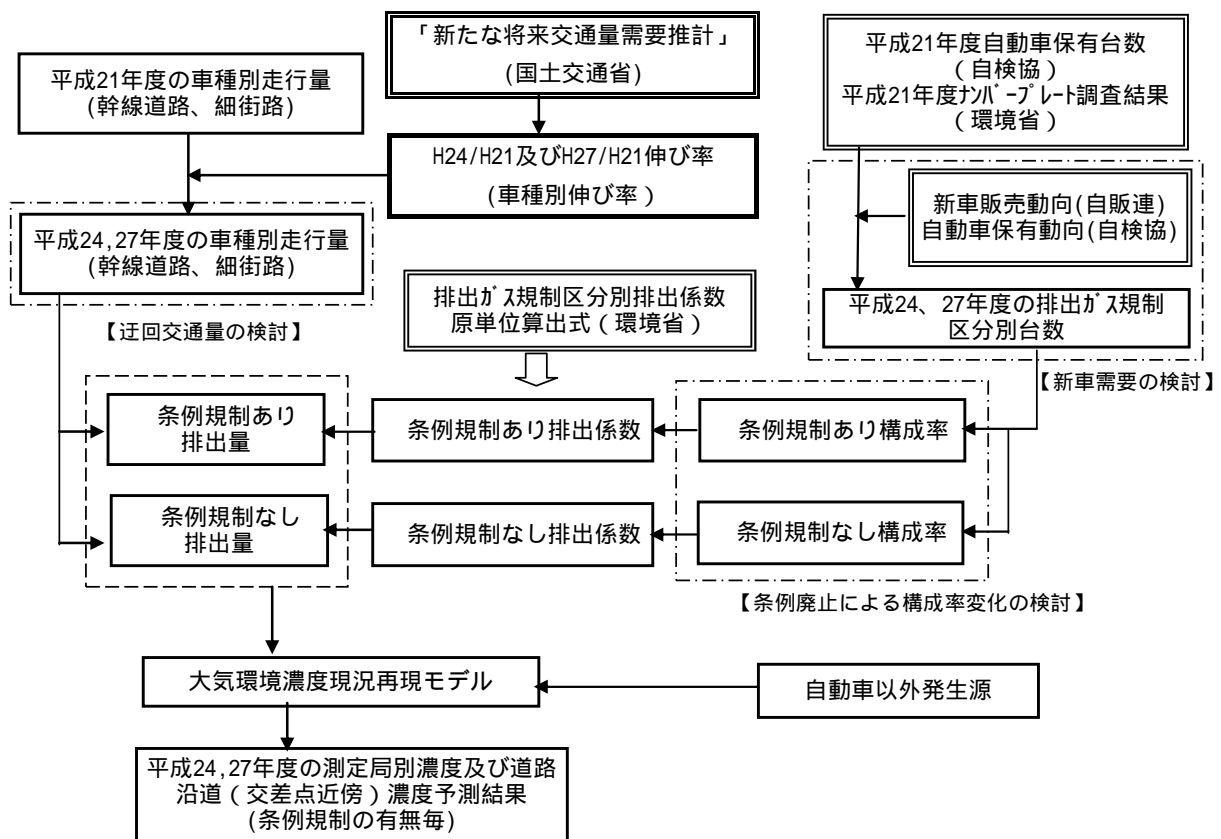 「新たな将来交通量需要推計」
(国土交通省)
平成21年度自動車保有台数
（自検協）
平成21年度ﾅﾝﾊﾞｰﾌﾟﾚｰﾄ調査結果
（環境省）
平成21年度の車種別走行量
(幹線道路、細街路)
H24/H21及びH27/H21伸び率
(車種別伸び率)
新車販売動向(自販連)
自動車保有動向(自検協)
平成24,27年度の車種別走行量
(幹線道路、細街路)
【迂回交通量の検討】
排出ｶﾞｽ規制区分別排出係数
原単位算出式（環境省）
平成24、27年度の排出ｶﾞｽ規制
区分別台数
【新車需要の検討】
条例規制あり
排出量
条例規制あり排出係数
条例規制あり構成率
条例規制なし
排出量
条例規制なし排出係数
条例規制なし構成率
【条例廃止による構成率変化の検討】
大気環境濃度現況再現モデル
自動車以外発生源
平成24,27年度の測定局別濃度及び道路
沿道（交差点近傍）濃度予測結果
(条例規制の有無毎)